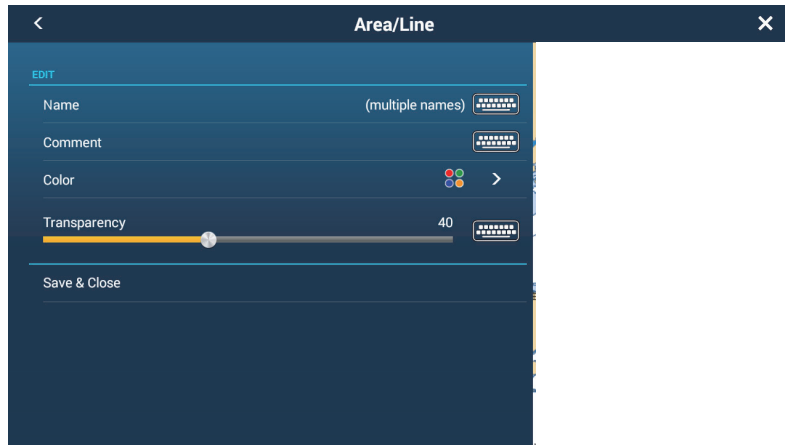 Area/Line
EDIT
Name (multiple names)
Comment
Color
Transparency 40
Save & Close